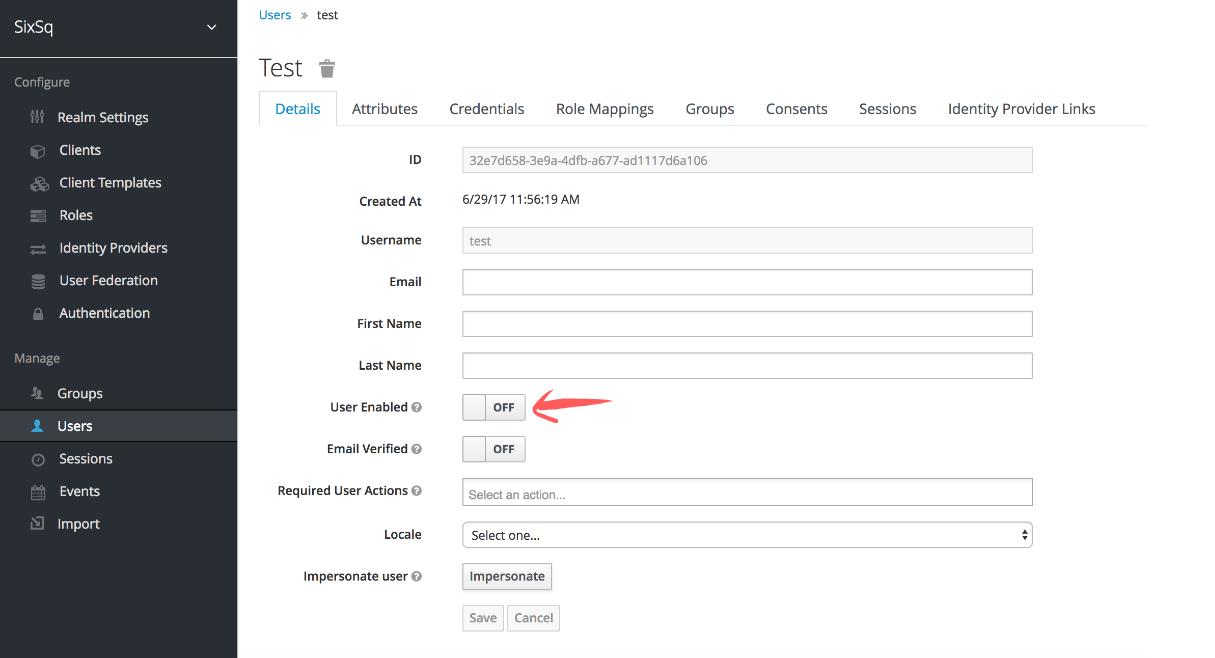 SixSq
Configure
Realm Settings
Clients
Client Templates
Roles
Identity Providers
User Federation
Authentication
Manage
Groups
Users
Sessions
Events
Import
Users » test
Test
Details Attributes Credentials Role Mappings Groups Consents Sessions Identity Provider Links
ID 32e7d658-3e9a-4dfb-a677-ad1117d6a106
Created At 6/29/17 11:56:19 AM
Username test
Email
First Name
Last Name
User Enabled OFF
Email Verified OFF
Required User Actions Select an action...
Locale Select one...
Impersonate user Impersonate
Save Cancel